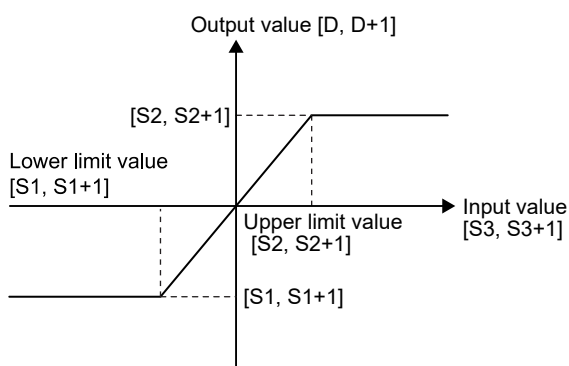 Output value [D, D+1]
[S2, S2+1]
Lower limit value
[S1, S1+1]
Input value
[S3, S3+1]
Upper limit value
[S2, S2+1]
[S1, S1+1]